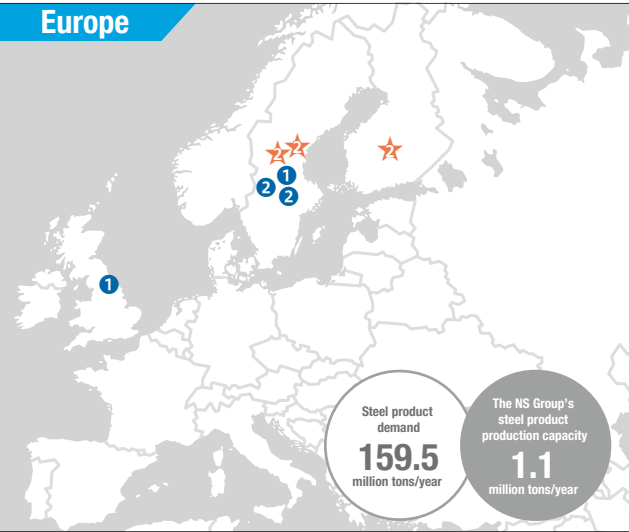 Europe
2 2 2
1
2
2
1
Steel product
demand
159.5
million tons/year
The NS Group's
steel product
production capacity
1.1
million tons/year